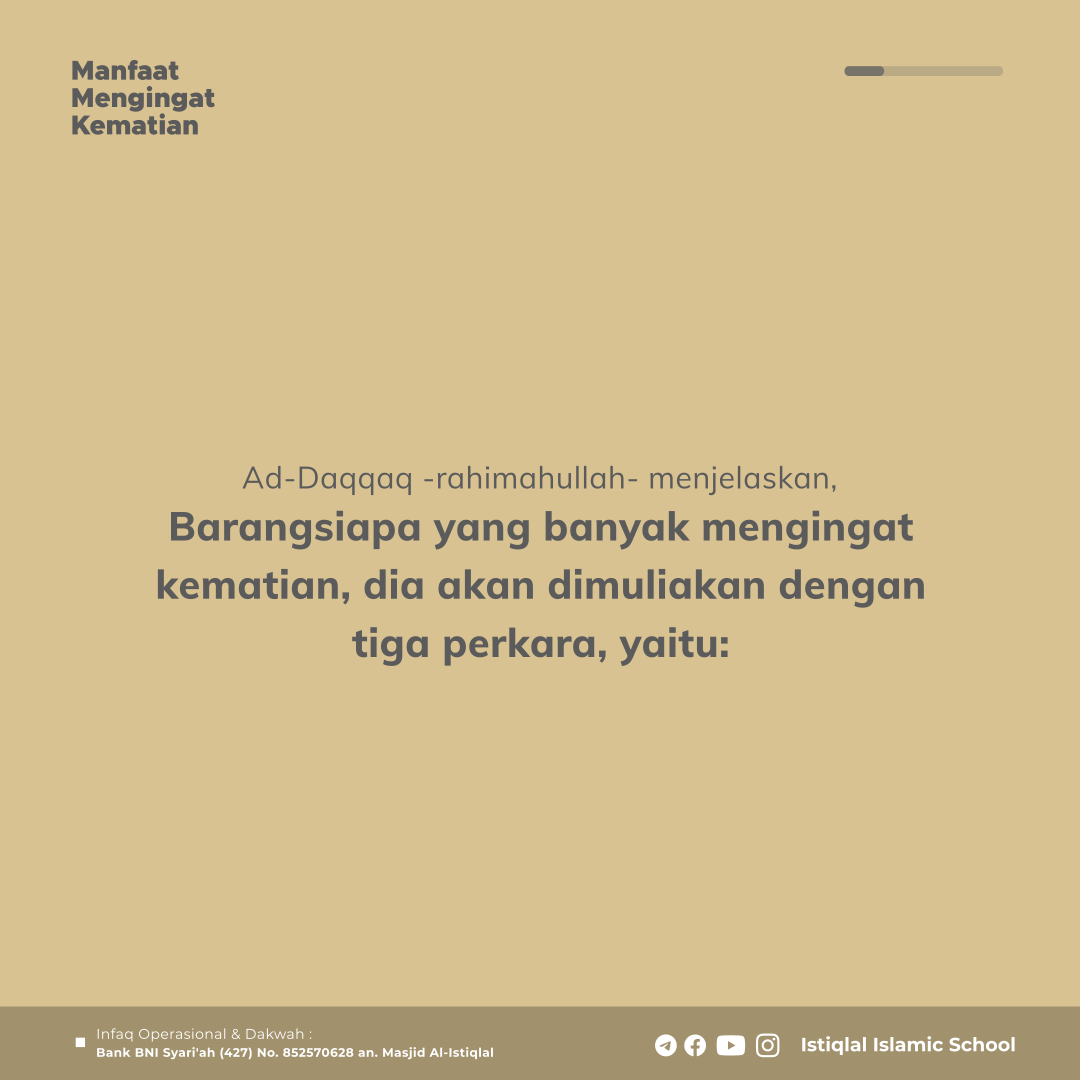 Manfaat
Mengingat
Kematian
Ad-Daqqaq -rahimahullah- menjelaskan,
Barangsiapa yang banyak mengingat
kematian, dia akan dimuliakan dengan
tiga perkara, yaitu:
Infaq Operasional & Dakwah :
Bank BNI Syari'ah (427) No. 852570628 an. Masjid Al-Istiqlal
Istiqlal Islamic School